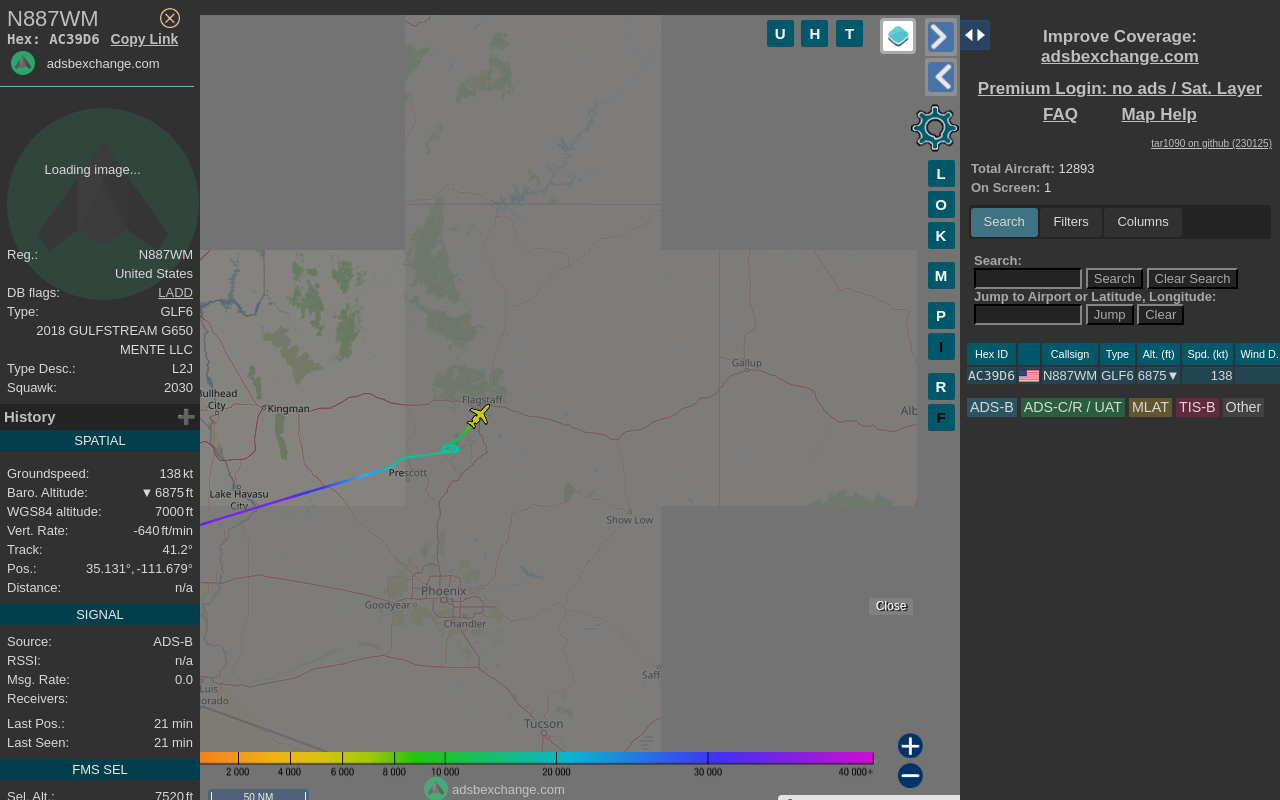 N887WM
Hex: AC39D6 Copy Link
adsbexchange.com
Loading image...
Reg.: N887WM
United States
DB flags: LADD
Type: GLF6
2018 GULFSTREAM G650
MENTE LLC
Type Desc.: L2J
Squawk: 2030
History
SPATIAL
Groundspeed: 138 kt
Baro. Altitude: ▼ 6875 ft
WGS84 altitude: 7000 ft
Vert. Rate: -640 ft/min
Track: 41.2°
Pos.: 35.131°, -111.679°
Distance: n/a
SIGNAL
Source: ADS-B
RSSI: n/a
Msg. Rate: 0.0
Receivers:
Last Pos.: 21 min
Last Seen: 21 min
FMS SEL
Sel. Alt.: 7520 ft
U H T
L
O
K
M
P
I
R
F
Gallup
Flagstaff
Bullhead
City
Kingman
Alb
Prescott
Lake Havasu
City
Show Low
Phoenix
Goodyear
Chandler
Close
Saff
Luis
orado
Tucson
2 000 4 000 6 000 8 000 10 000 20 000 30 000 40 000+
adsbexchange.com
50 NM
Improve Coverage:
adsbexchange.com
Premium Login: no ads / Sat. Layer
FAQ Map Help
tar1090 on github (230125)
Total Aircraft: 12893
On Screen: 1
Search Filters Columns
Search:
Search Clear Search
Jump to Airport or Latitude, Longitude:
Jump Clear
Hex ID Callsign Type Alt. (ft) Spd. (kt) Wind D.
AC39D6 N887WM GLF6 6875▼ 138
ADS-B ADS-C/R / UAT MLAT TIS-B Other